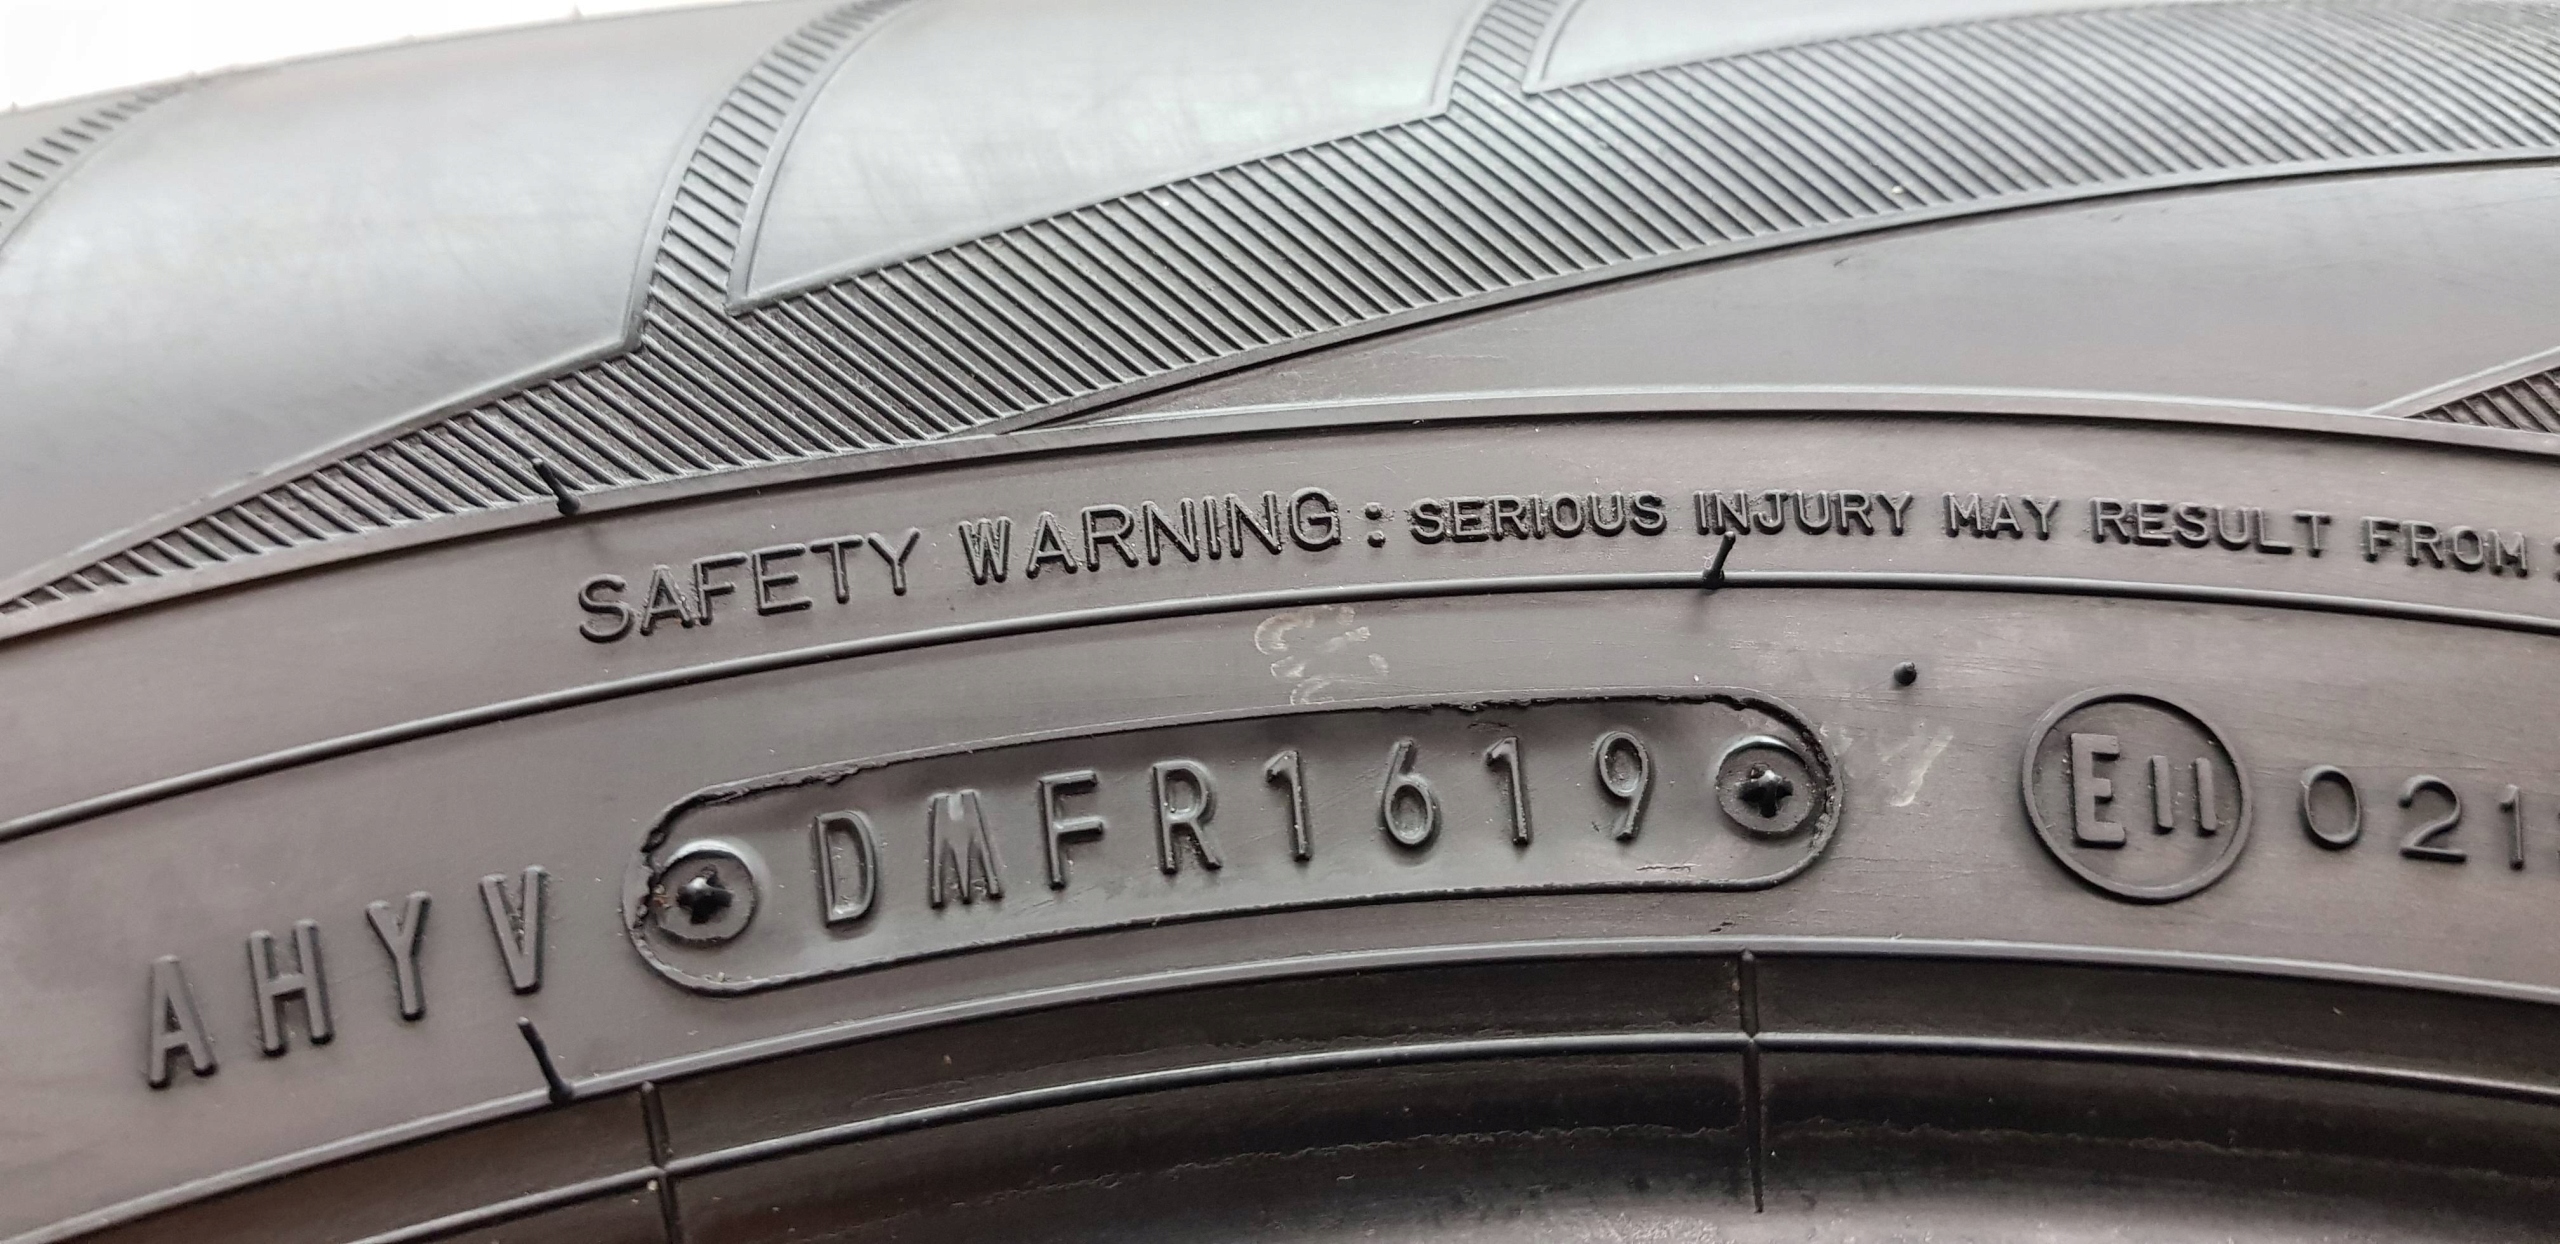 SAFETY WARNING: SERIOUS INJURY MAY RESULT FROM
AHYV DMFR1619 E11 021